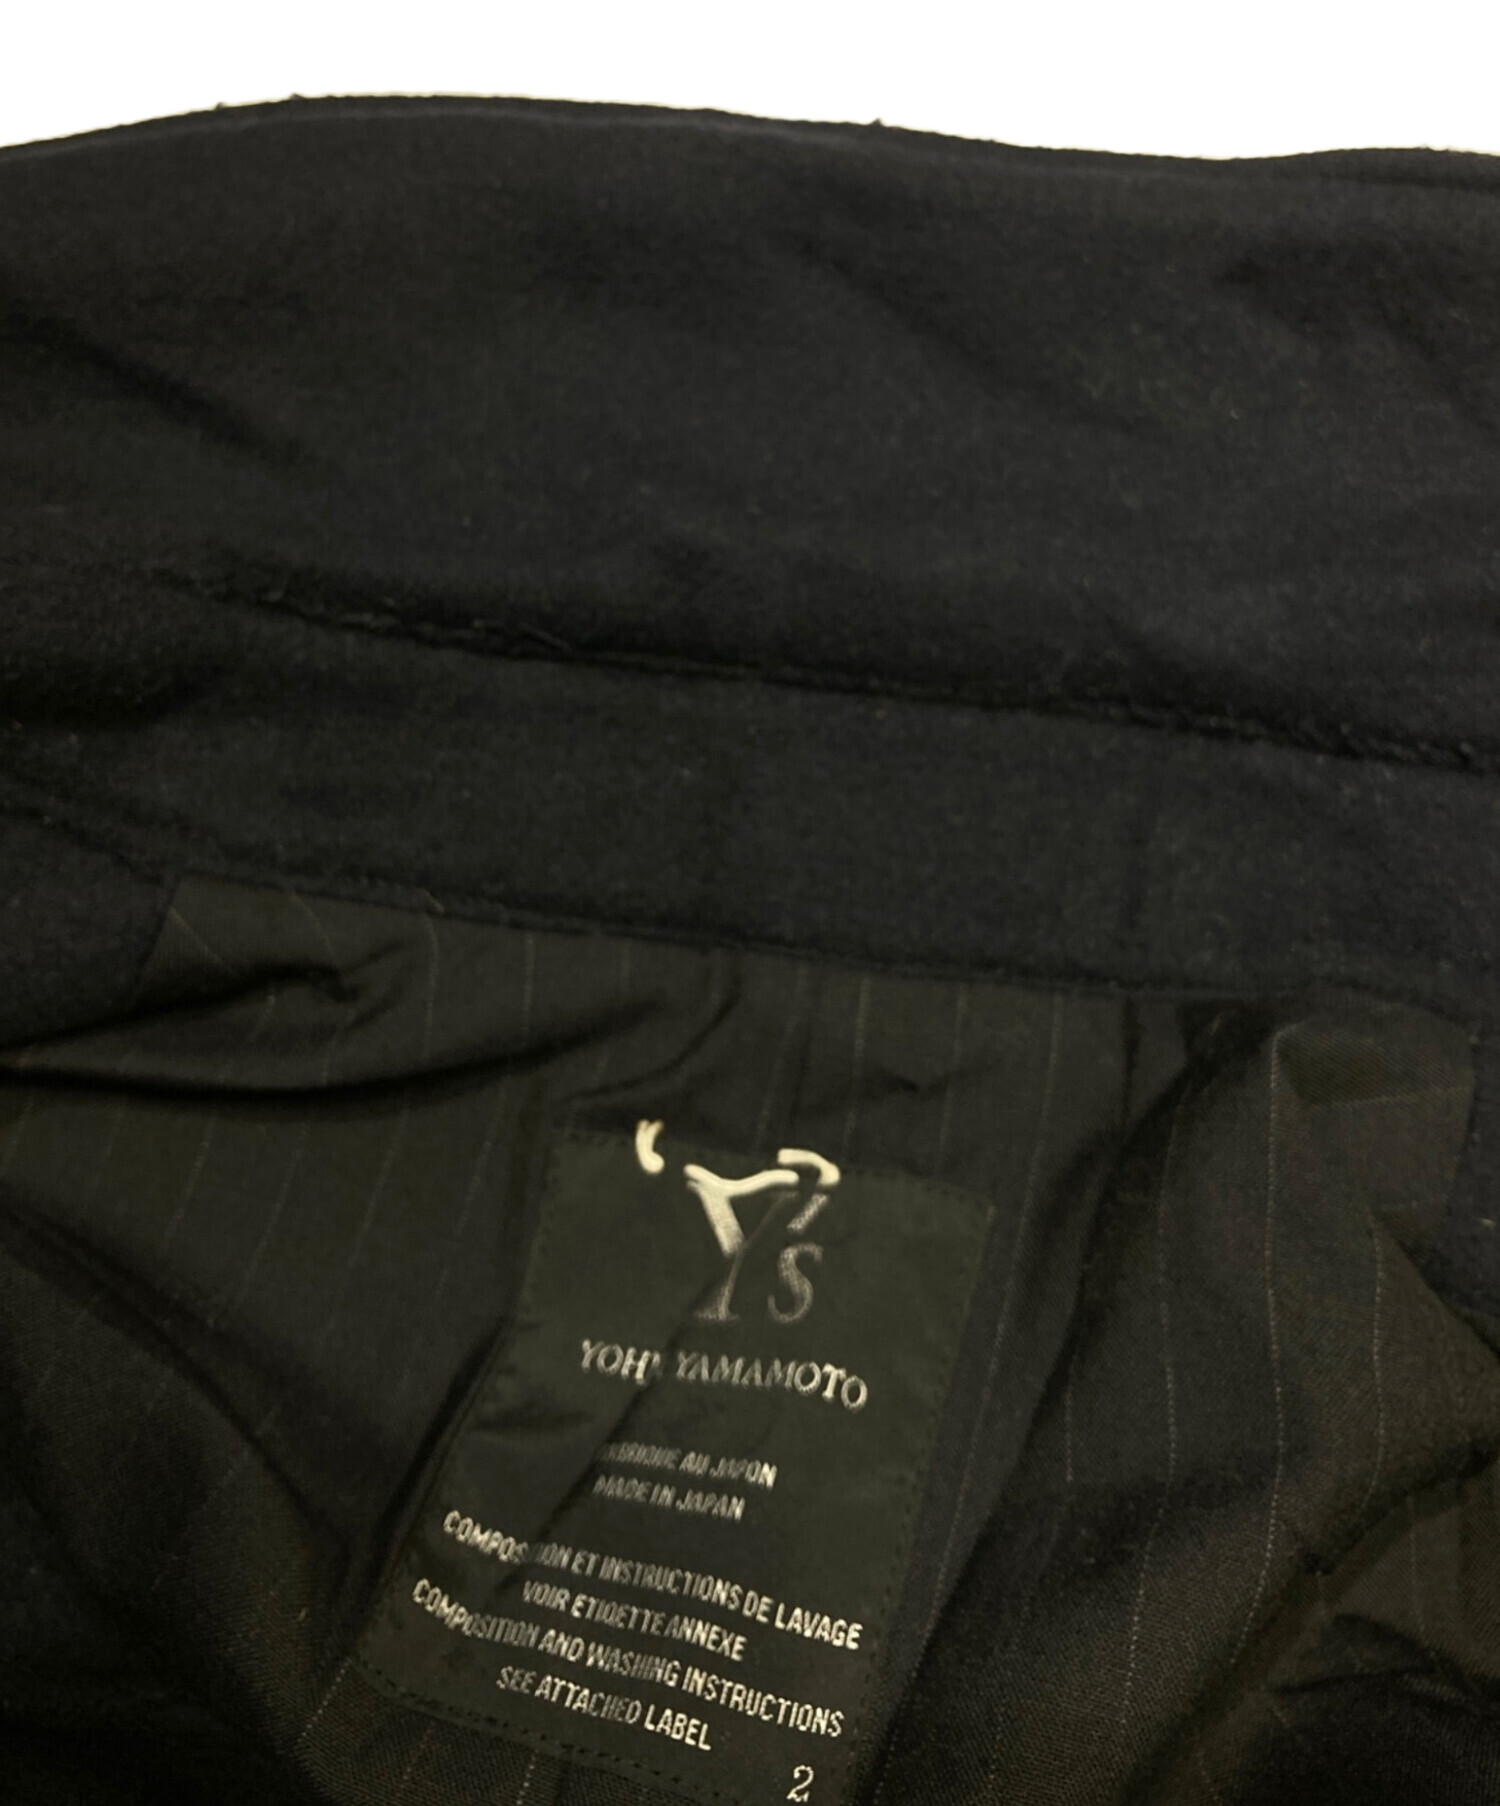 Y's
YOHJI YAMAMOTO
FABRIQUE AU JAPON
MADE IN JAPAN
COMPOSITION ET INSTRUCTIONS DE LAVAGE
VOIR ETIQETTE ANNEXE
COMPOSITION AND WASHING INSTRUCTIONS
SEE ATTACHED LABEL
2